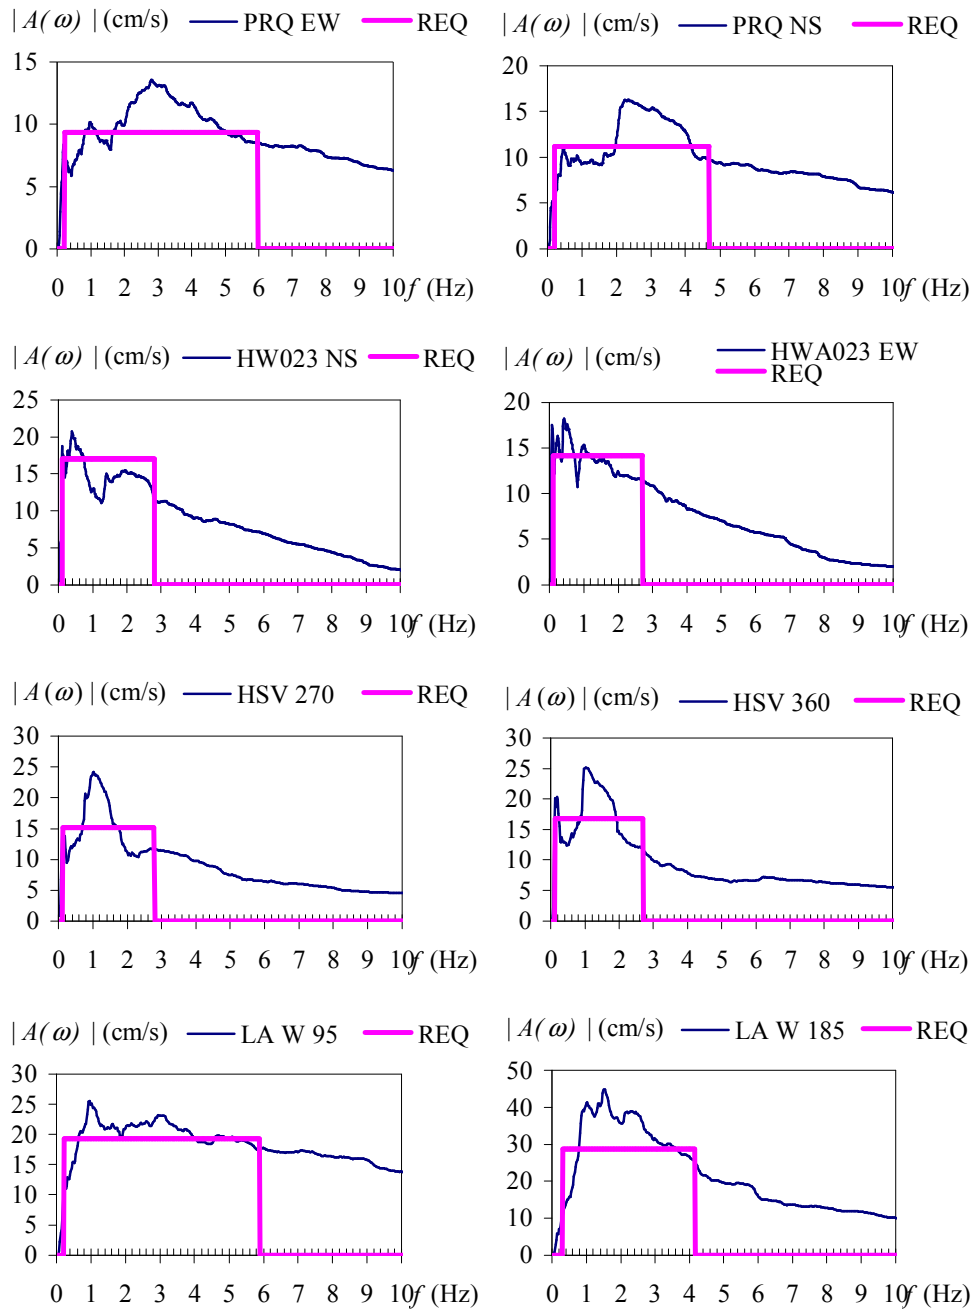 | A(ω) | (cm/s) PRQ EW REQ
15
10
5
0
0 1 2 3 4 5 6 7 8 9 10 f (Hz)
| A(ω) | (cm/s) PRQ NS REQ
20
15
10
5
0
0 1 2 3 4 5 6 7 8 9 10 f (Hz)
| A(ω) | (cm/s) HW023 NS REQ
25
20
15
10
5
0
0 1 2 3 4 5 6 7 8 9 10 f (Hz)
| A(ω) | (cm/s) HWA023 EW
REQ
20
15
10
5
0
0 1 2 3 4 5 6 7 8 9 10 f (Hz)
| A(ω) | (cm/s) HSV 270 REQ
30
25
20
15
10
5
0
0 1 2 3 4 5 6 7 8 9 10 f (Hz)
| A(ω) | (cm/s) HSV 360 REQ
30
25
20
15
10
5
0
0 1 2 3 4 5 6 7 8 9 10 f (Hz)
| A(ω) | (cm/s) LA W 95 REQ
30
25
20
15
10
5
0
0 1 2 3 4 5 6 7 8 9 10 f (Hz)
| A(ω) | (cm/s) LA W 185 REQ
50
40
30
20
10
0
0 1 2 3 4 5 6 7 8 9 10 f (Hz)